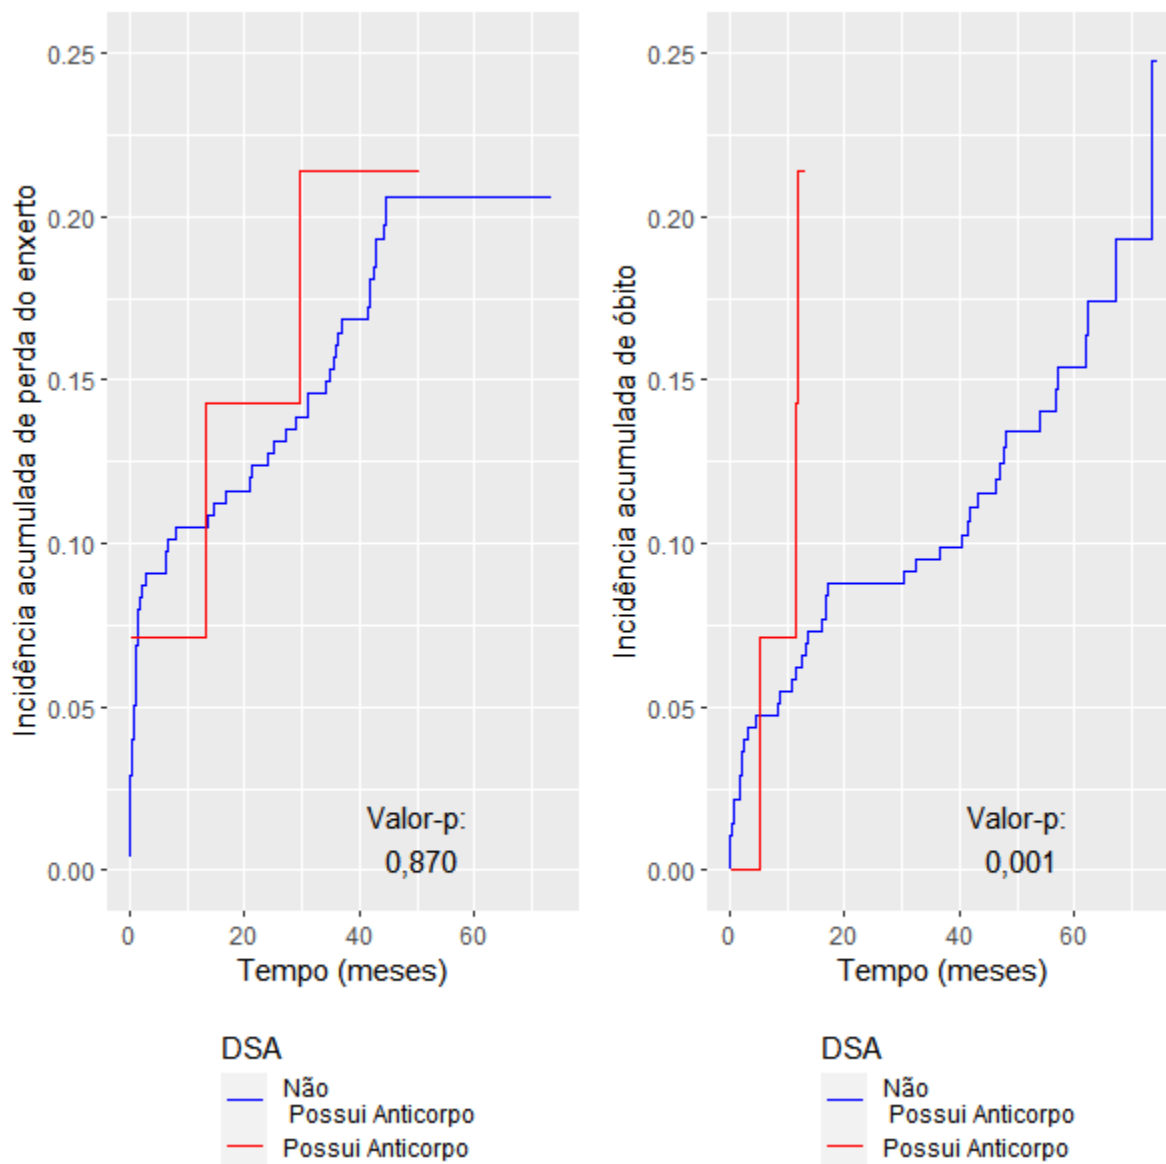 Incidência acumulada de perda do enxerto
0.25
0.20
0.15
0.10
0.05
0.00
Valor-p:
0,870
0
20
40
60
Tempo (meses)
DSA
Não
Possui Anticorpo
Possui Anticorpo
Incidência acumulada de óbito
0.25
0.20
0.15
0.10
0.05
0.00
Valor-p:
0,001
0
20
40
60
Tempo (meses)
DSA
Não
Possui Anticorpo
Possui Anticorpo